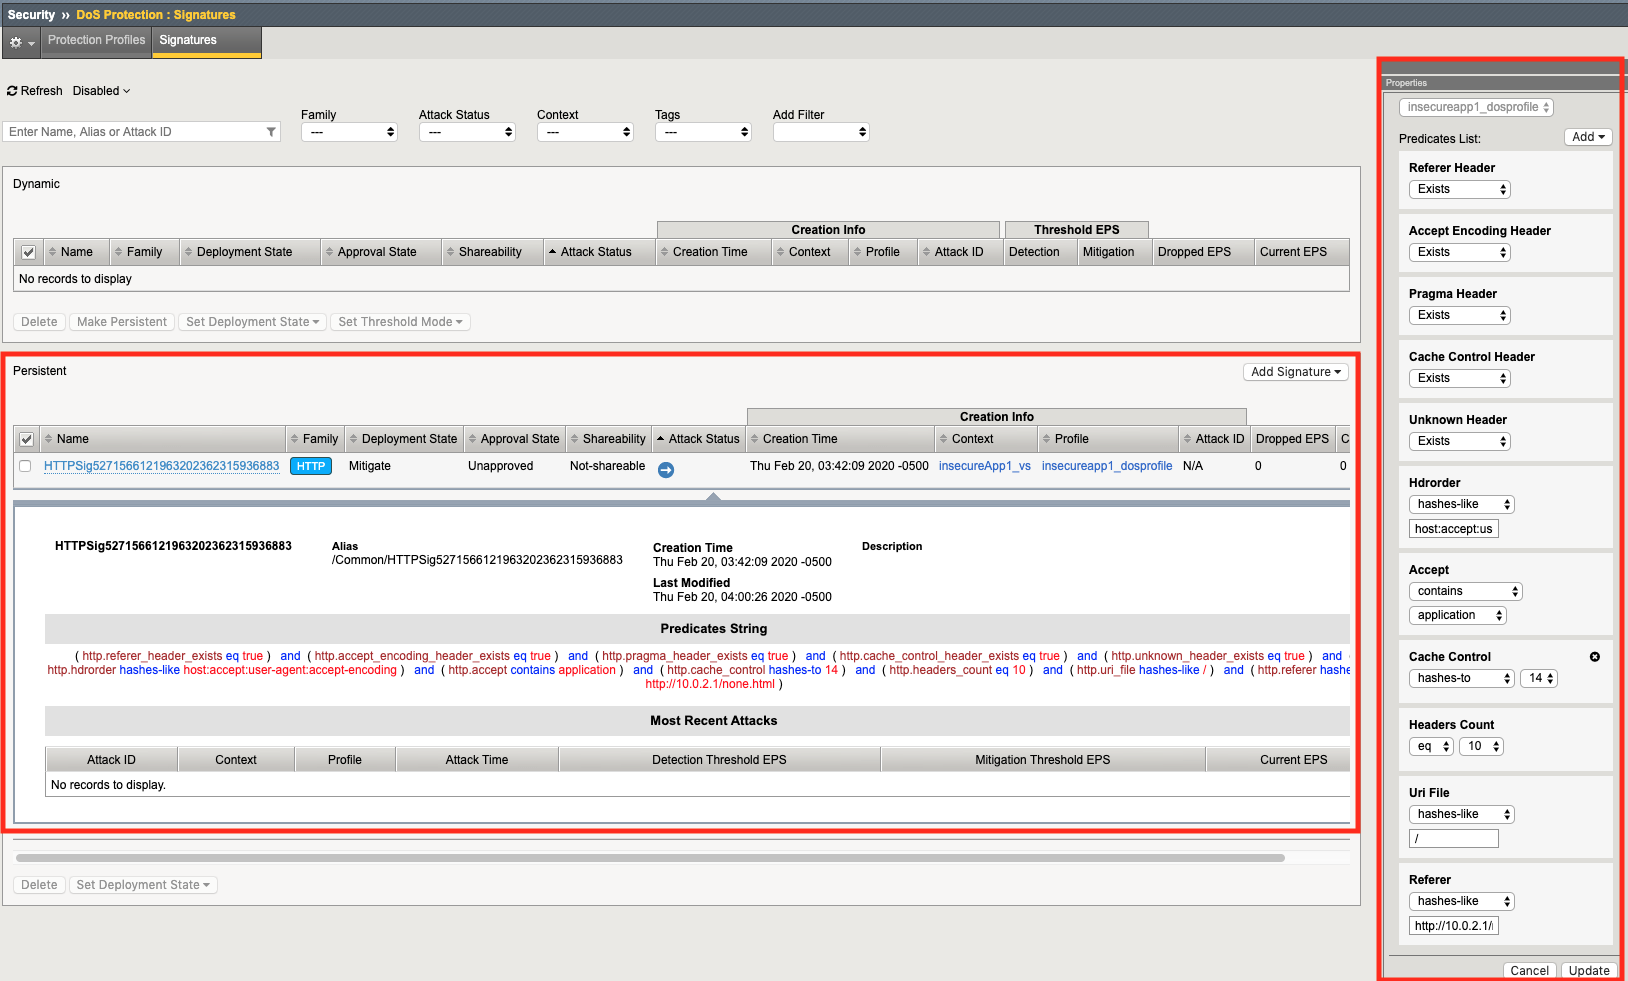 Security » DoS Protection : Signatures
Protection Profiles Signatures
Refresh Disabled
Family Attack Status Context Tags Add Filter
Enter Name, Alias or Attack ID --- --- --- ---
Dynamic
Creation Info Threshold EPS
Name Family Deployment State Approval State Shareability Attack Status Creation Time Context Profile Attack ID Detection Mitigation Dropped EPS Current EPS
No records to display
Delete Make Persistent Set Deployment State Set Threshold Mode
Persistent
Add Signature
Creation Info
Name Family Deployment State Approval State Shareability Attack Status Creation Time Context Profile Attack ID Dropped EPS C
HTTPSig5271566121963202362315936883 HTTP Mitigate Unapproved Not-shareable Thu Feb 20, 03:42:09 2020 -0500 insecureApp1_vs insecureapp1_dosprofile N/A 0 0
HTTPSig5271566121963202362315936883
Alias
/Common/HTTPSig5271566121963202362315936883
Creation Time
Thu Feb 20, 03:42:09 2020 -0500
Last Modified
Thu Feb 20, 04:00:26 2020 -0500
Description
Predicates String
( http.referer_header_exists eq true ) and ( http.accept_encoding_header_exists eq true ) and ( http.pragma_header_exists eq true ) and ( http.cache_control_header_exists eq true ) and ( http.unknown_header_exists eq true ) and (
http.hdrorder hashes-like host:accept:user-agent:accept-encoding ) and ( http.accept contains application ) and ( http.cache_control hashes-to 14 ) and ( http.headers_count eq 10 ) and ( http.uri_file hashes-like / ) and ( http.referer hashe
http://10.0.2.1/none.html )
Most Recent Attacks
Attack ID Context Profile Attack Time Detection Threshold EPS Mitigation Threshold EPS Current EPS
No records to display.
Delete Set Deployment State
Properties
insecureapp1_dosprofile
Predicates List: Add
Referer Header
Exists
Accept Encoding Header
Exists
Pragma Header
Exists
Cache Control Header
Exists
Unknown Header
Exists
Hdrorder
hashes-like
host:accept:us
Accept
contains
application
Cache Control
hashes-to 14
Headers Count
eq 10
Uri File
hashes-like
/
Referer
hashes-like
http://10.0.2.1/
Cancel Update